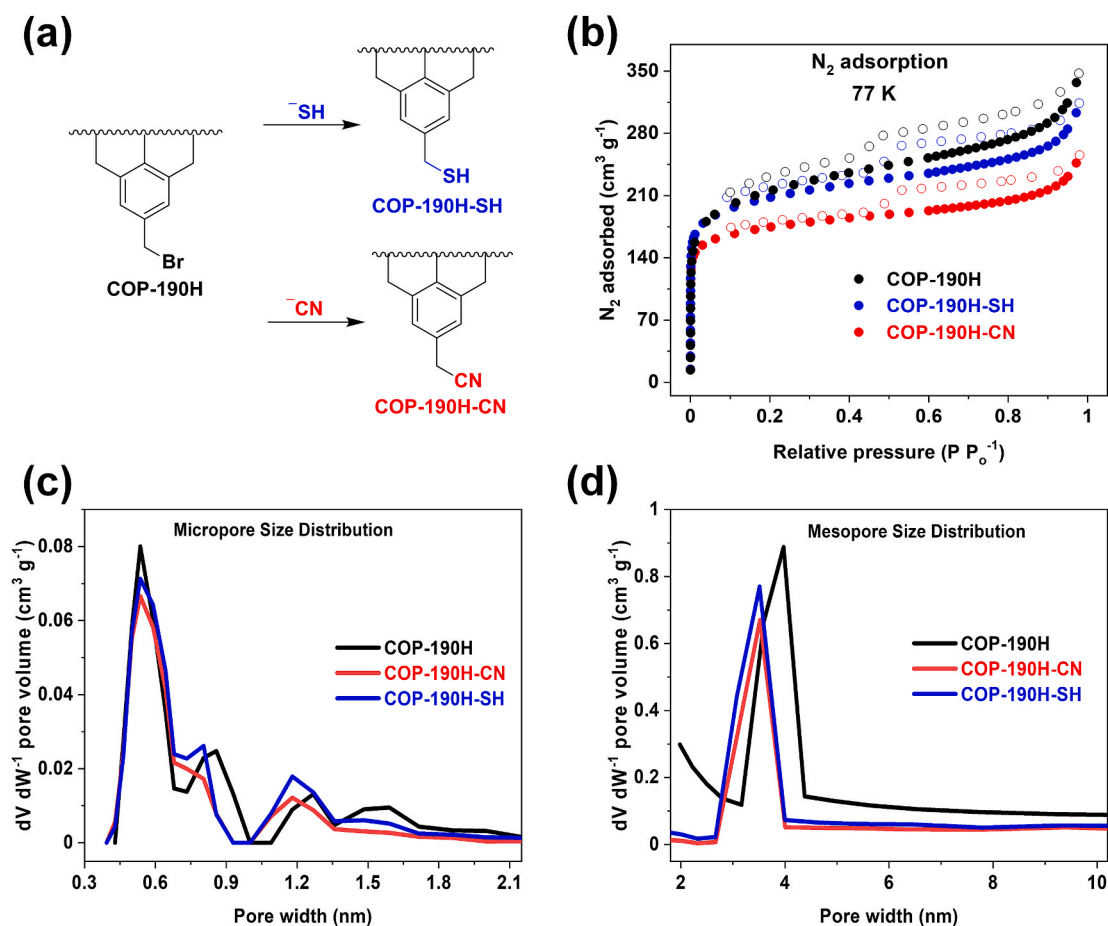 (a)
⁻SH
SH
COP-190H-SH
Br
COP-190H
⁻CN
CN
COP-190H-CN
(b)
N₂ adsorption
77 K
N₂ adsorbed (cm³ g⁻¹)
350
280
210
140
70
0
COP-190H
COP-190H-SH
COP-190H-CN
0 0.2 0.4 0.6 0.8 1
Relative pressure (P Pₒ⁻¹)
(c)
Micropore Size Distribution
dV dW⁻¹ pore volume (cm³ g⁻¹)
0.08
0.06
0.04
0.02
0
COP-190H
COP-190H-CN
COP-190H-SH
0.3 0.6 0.9 1.2 1.5 1.8 2.1
Pore width (nm)
(d)
Mesopore Size Distribution
dV dW⁻¹ pore volume (cm³ g⁻¹)
1
0.8
0.6
0.4
0.2
0
COP-190H
COP-190H-CN
COP-190H-SH
2 4 6 8 10
Pore width (nm)